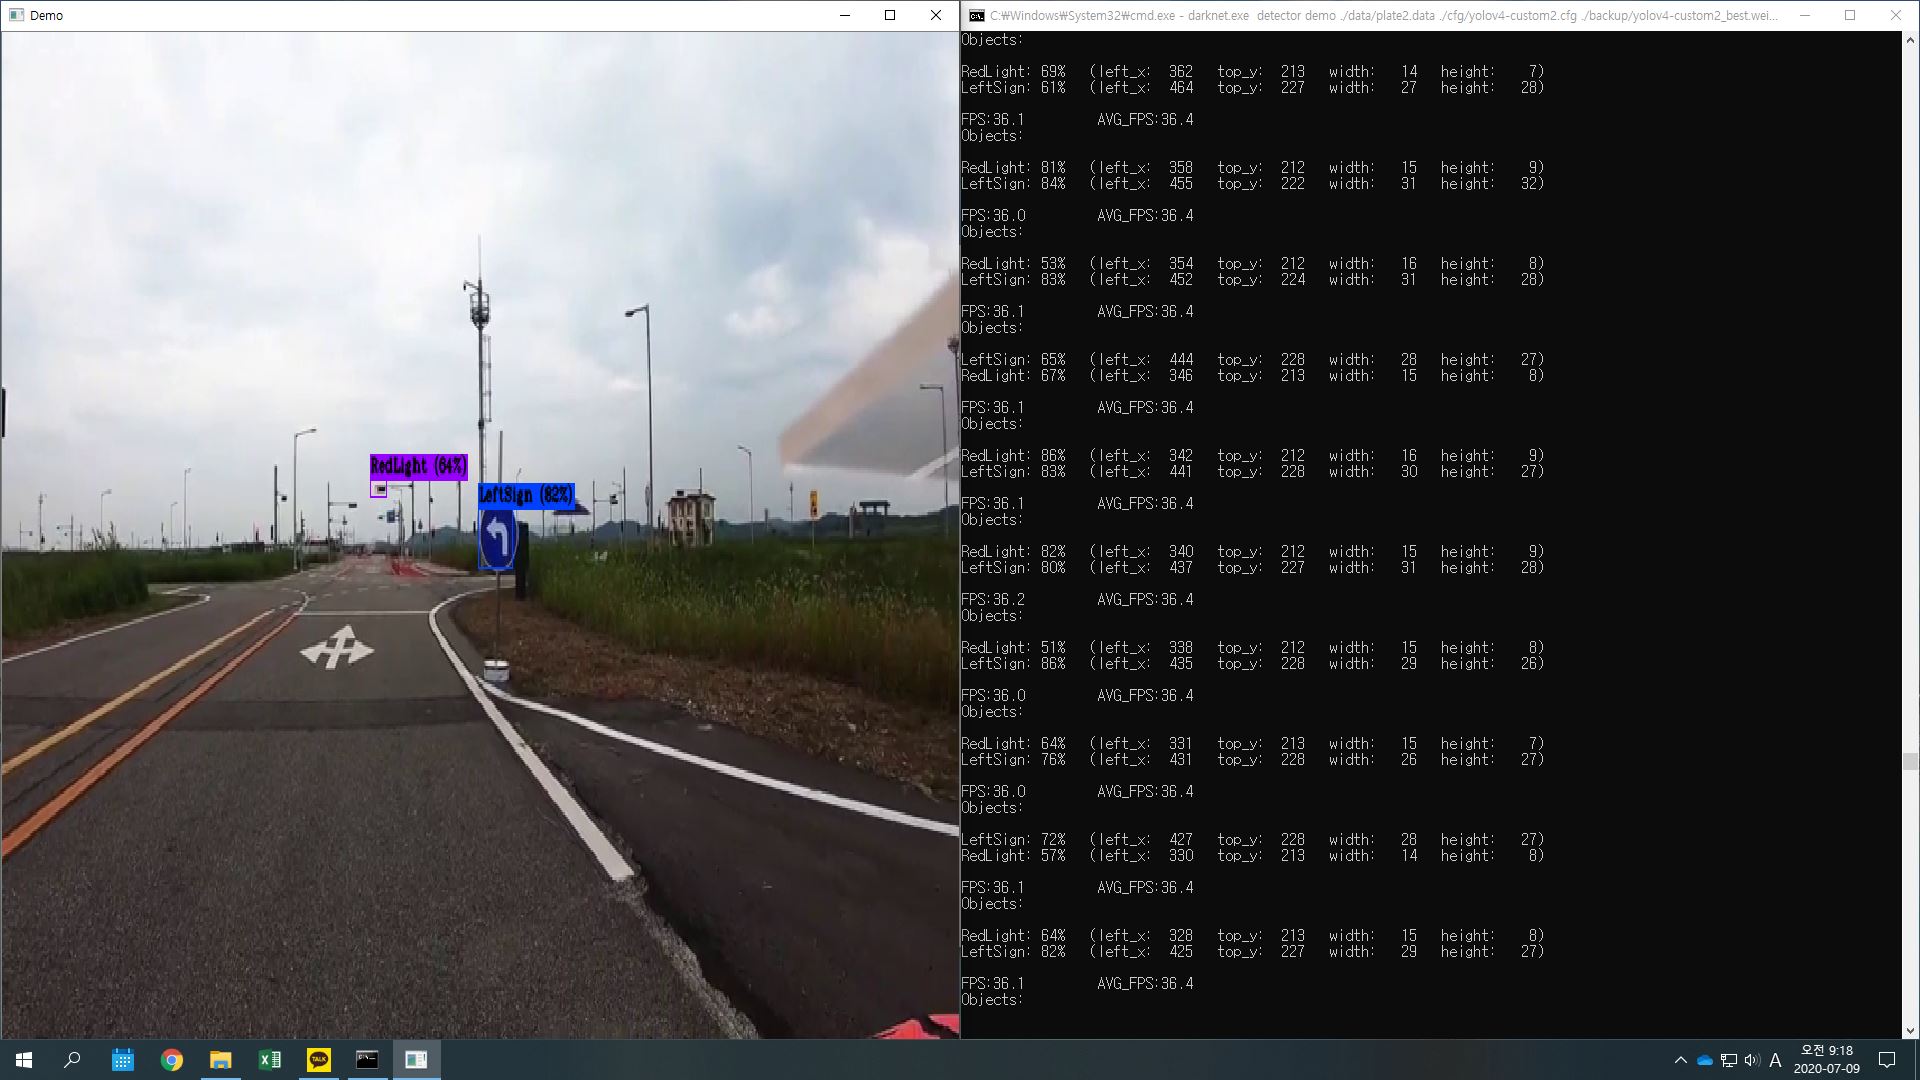 Demo
RedLight (64%)
LeftSign (82%)
C:₩Windows₩System32₩cmd.exe - darknet.exe  detector demo ./data/plate2.data ./cfg/yolov4-custom2.cfg ./backup/yolov4-custom2_best.wei...
Objects:
RedLight: 69% (left_x: 362 top_y: 213 width: 14 height: 7)
LeftSign: 61% (left_x: 464 top_y: 227 width: 27 height: 28)
FPS:36.1 AVG_FPS:36.4
Objects:
RedLight: 81% (left_x: 358 top_y: 212 width: 15 height: 9)
LeftSign: 84% (left_x: 455 top_y: 222 width: 31 height: 32)
FPS:36.0 AVG_FPS:36.4
Objects:
RedLight: 53% (left_x: 354 top_y: 212 width: 16 height: 8)
LeftSign: 83% (left_x: 452 top_y: 224 width: 31 height: 28)
FPS:36.1 AVG_FPS:36.4
Objects:
LeftSign: 65% (left_x: 444 top_y: 228 width: 28 height: 27)
RedLight: 67% (left_x: 346 top_y: 213 width: 15 height: 8)
FPS:36.1 AVG_FPS:36.4
Objects:
RedLight: 86% (left_x: 342 top_y: 212 width: 16 height: 9)
LeftSign: 83% (left_x: 441 top_y: 228 width: 30 height: 27)
FPS:36.1 AVG_FPS:36.4
Objects:
RedLight: 82% (left_x: 340 top_y: 212 width: 15 height: 9)
LeftSign: 80% (left_x: 437 top_y: 227 width: 31 height: 28)
FPS:36.2 AVG_FPS:36.4
Objects:
RedLight: 51% (left_x: 338 top_y: 212 width: 15 height: 8)
LeftSign: 86% (left_x: 435 top_y: 228 width: 29 height: 26)
FPS:36.0 AVG_FPS:36.4
Objects:
RedLight: 64% (left_x: 331 top_y: 213 width: 15 height: 7)
LeftSign: 76% (left_x: 431 top_y: 228 width: 26 height: 27)
FPS:36.0 AVG_FPS:36.4
Objects:
LeftSign: 72% (left_x: 427 top_y: 228 width: 28 height: 27)
RedLight: 57% (left_x: 330 top_y: 213 width: 14 height: 8)
FPS:36.1 AVG_FPS:36.4
Objects:
RedLight: 64% (left_x: 328 top_y: 213 width: 15 height: 8)
LeftSign: 82% (left_x: 425 top_y: 227 width: 29 height: 27)
FPS:36.1 AVG_FPS:36.4
Objects:
TALK
A
오전 9:18
2020-07-09